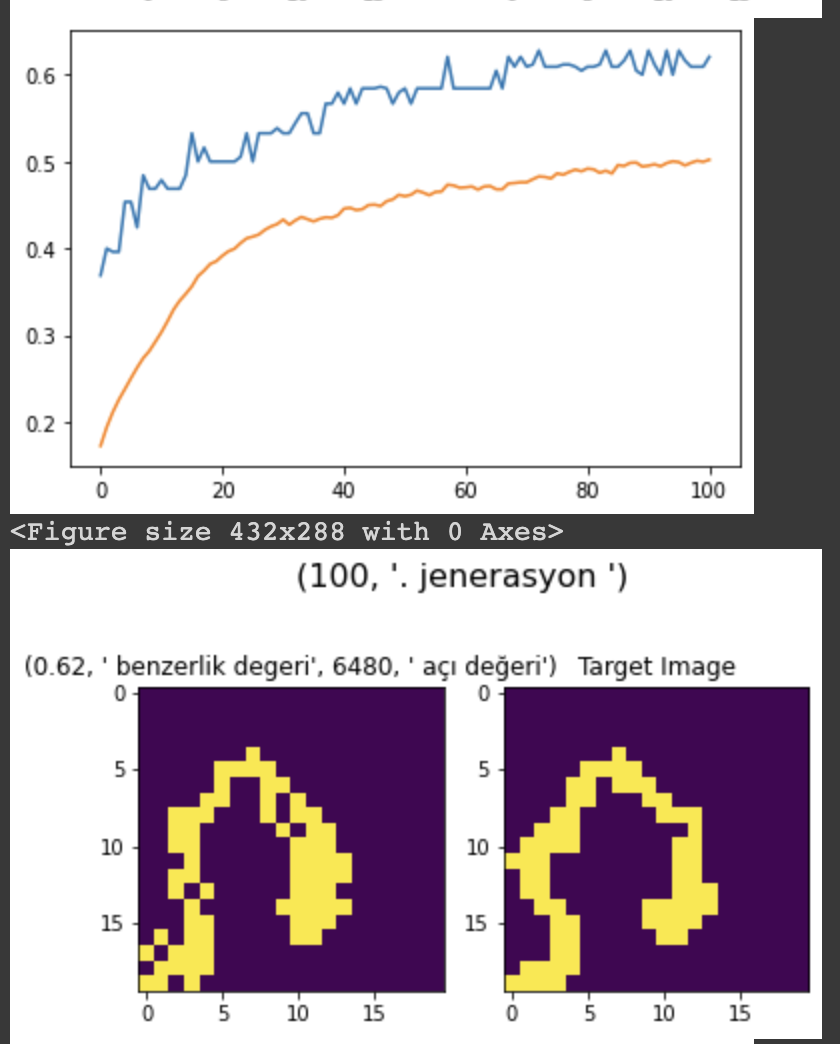 0.6
0.5
0.4
0.3
0.2
0 20 40 60 80 100
<Figure size 432x288 with 0 Axes>
(100, '. jenerasyon ')
(0.62, ' benzerlik degeri', 6480, ' açı değeri') Target Image
0 0
5 5
10 10
15 15
0 5 10 15 0 5 10 15